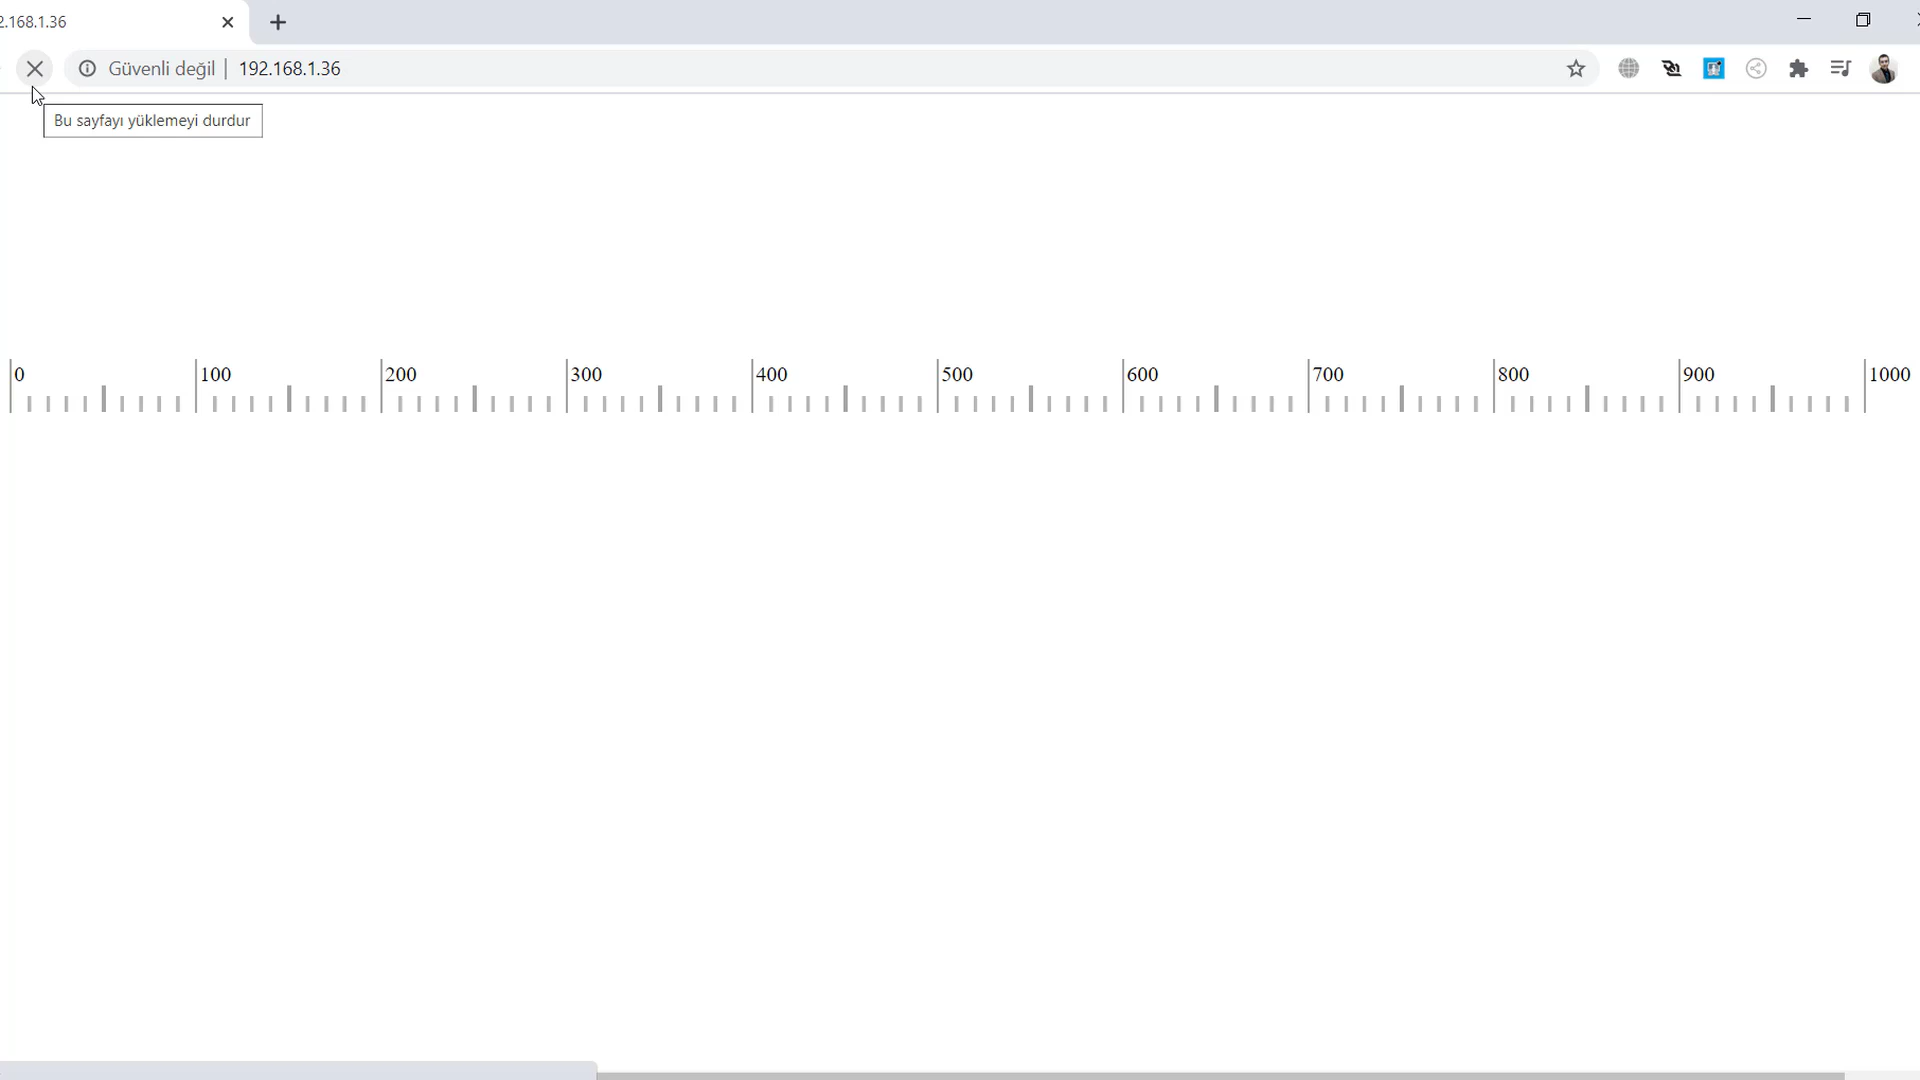 2.168.1.36
Güvenli değil | 192.168.1.36
Bu sayfayı yüklemeyi durdur
0 100 200 300 400 500 600 700 800 900 1000